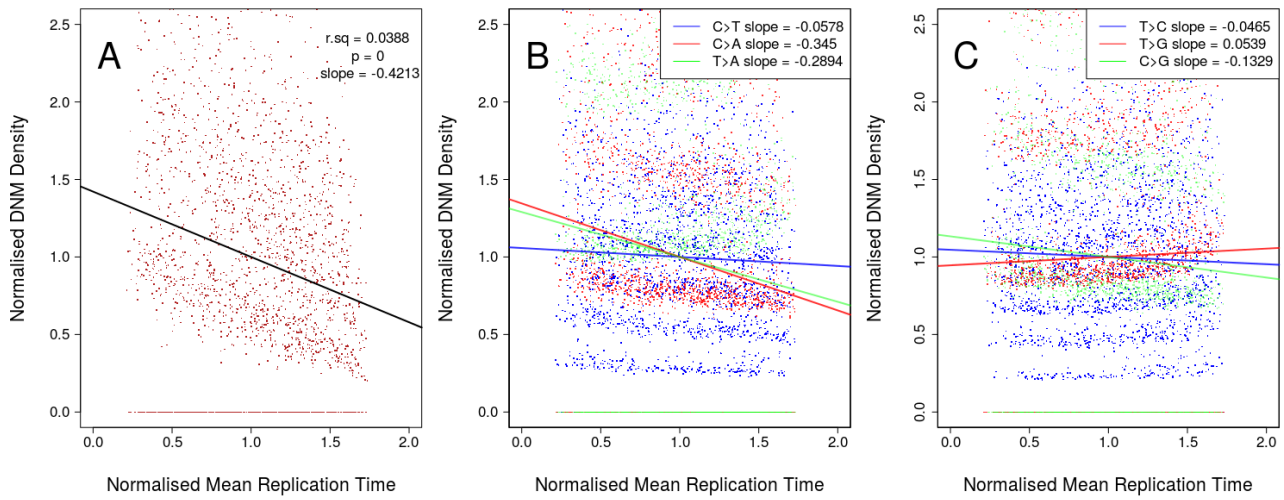 A
r.sq = 0.0388
p = 0
slope = -0.4213
Normalised DNM Density
0.0
0.5
1.0
1.5
2.0
2.5
0.0
0.5
1.0
1.5
2.0
Normalised Mean Replication Time
B
C>T slope = -0.0578
C>A slope = -0.345
T>A slope = -0.2894
Normalised DNM Density
0.0
0.5
1.0
1.5
2.0
2.5
0.0
0.5
1.0
1.5
2.0
Normalised Mean Replication Time
C
T>C slope = -0.0465
T>G slope = 0.0539
C>G slope = -0.1329
Normalised DNM Density
0.0
0.5
1.0
1.5
2.0
2.5
0.0
0.5
1.0
1.5
2.0
Normalised Mean Replication Time